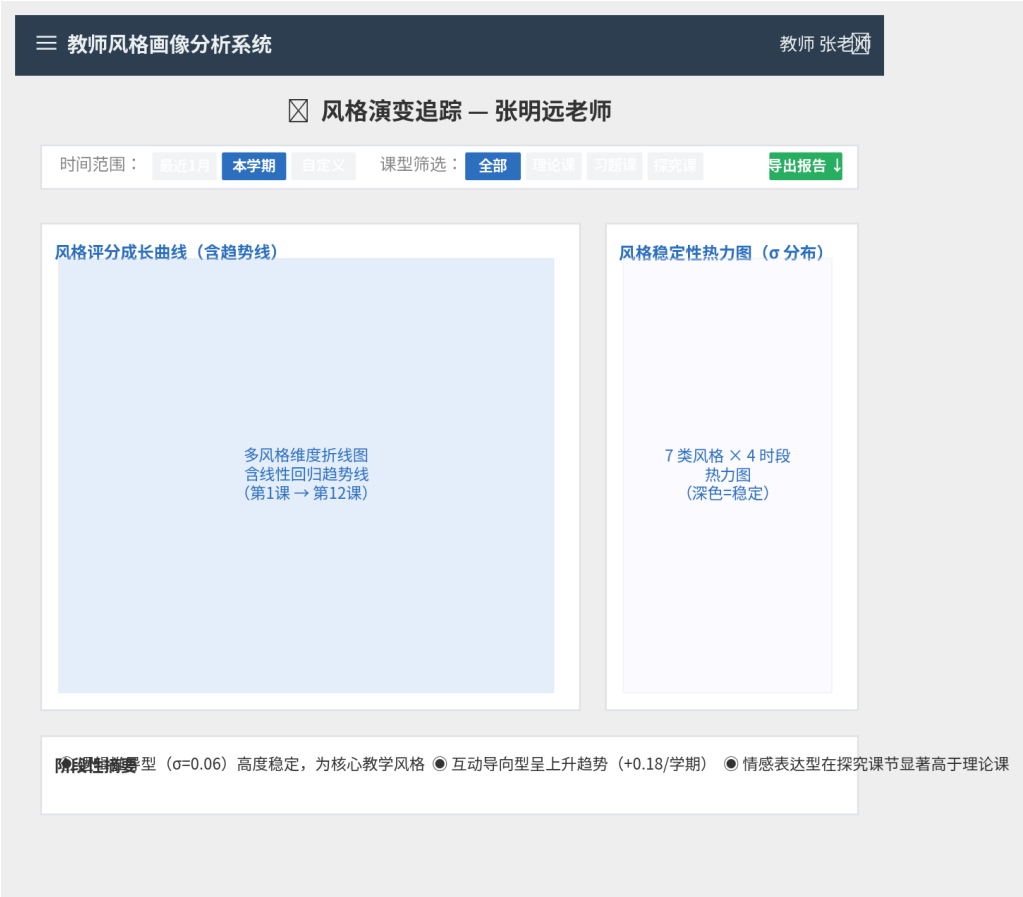 教师风格画像分析系统
教师 张老师
风格演变追踪 — 张明远老师
时间范围： 最近1月 本学期 自定义 课型筛选： 全部 理论课 习题课 探究课 导出报告 ↓
风格评分成长曲线（含趋势线）
多风格维度折线图
含线性回归趋势线
（第1课 → 第12课）
风格稳定性热力图（σ 分布）
7 类风格 × 4 时段
热力图
（深色=稳定）
阶段性摘要
型（σ=0.06）高度稳定，为核心教学风格 ◉ 互动导向型呈上升趋势（+0.18/学期） ◉ 情感表达型在探究课节显著高于理论课